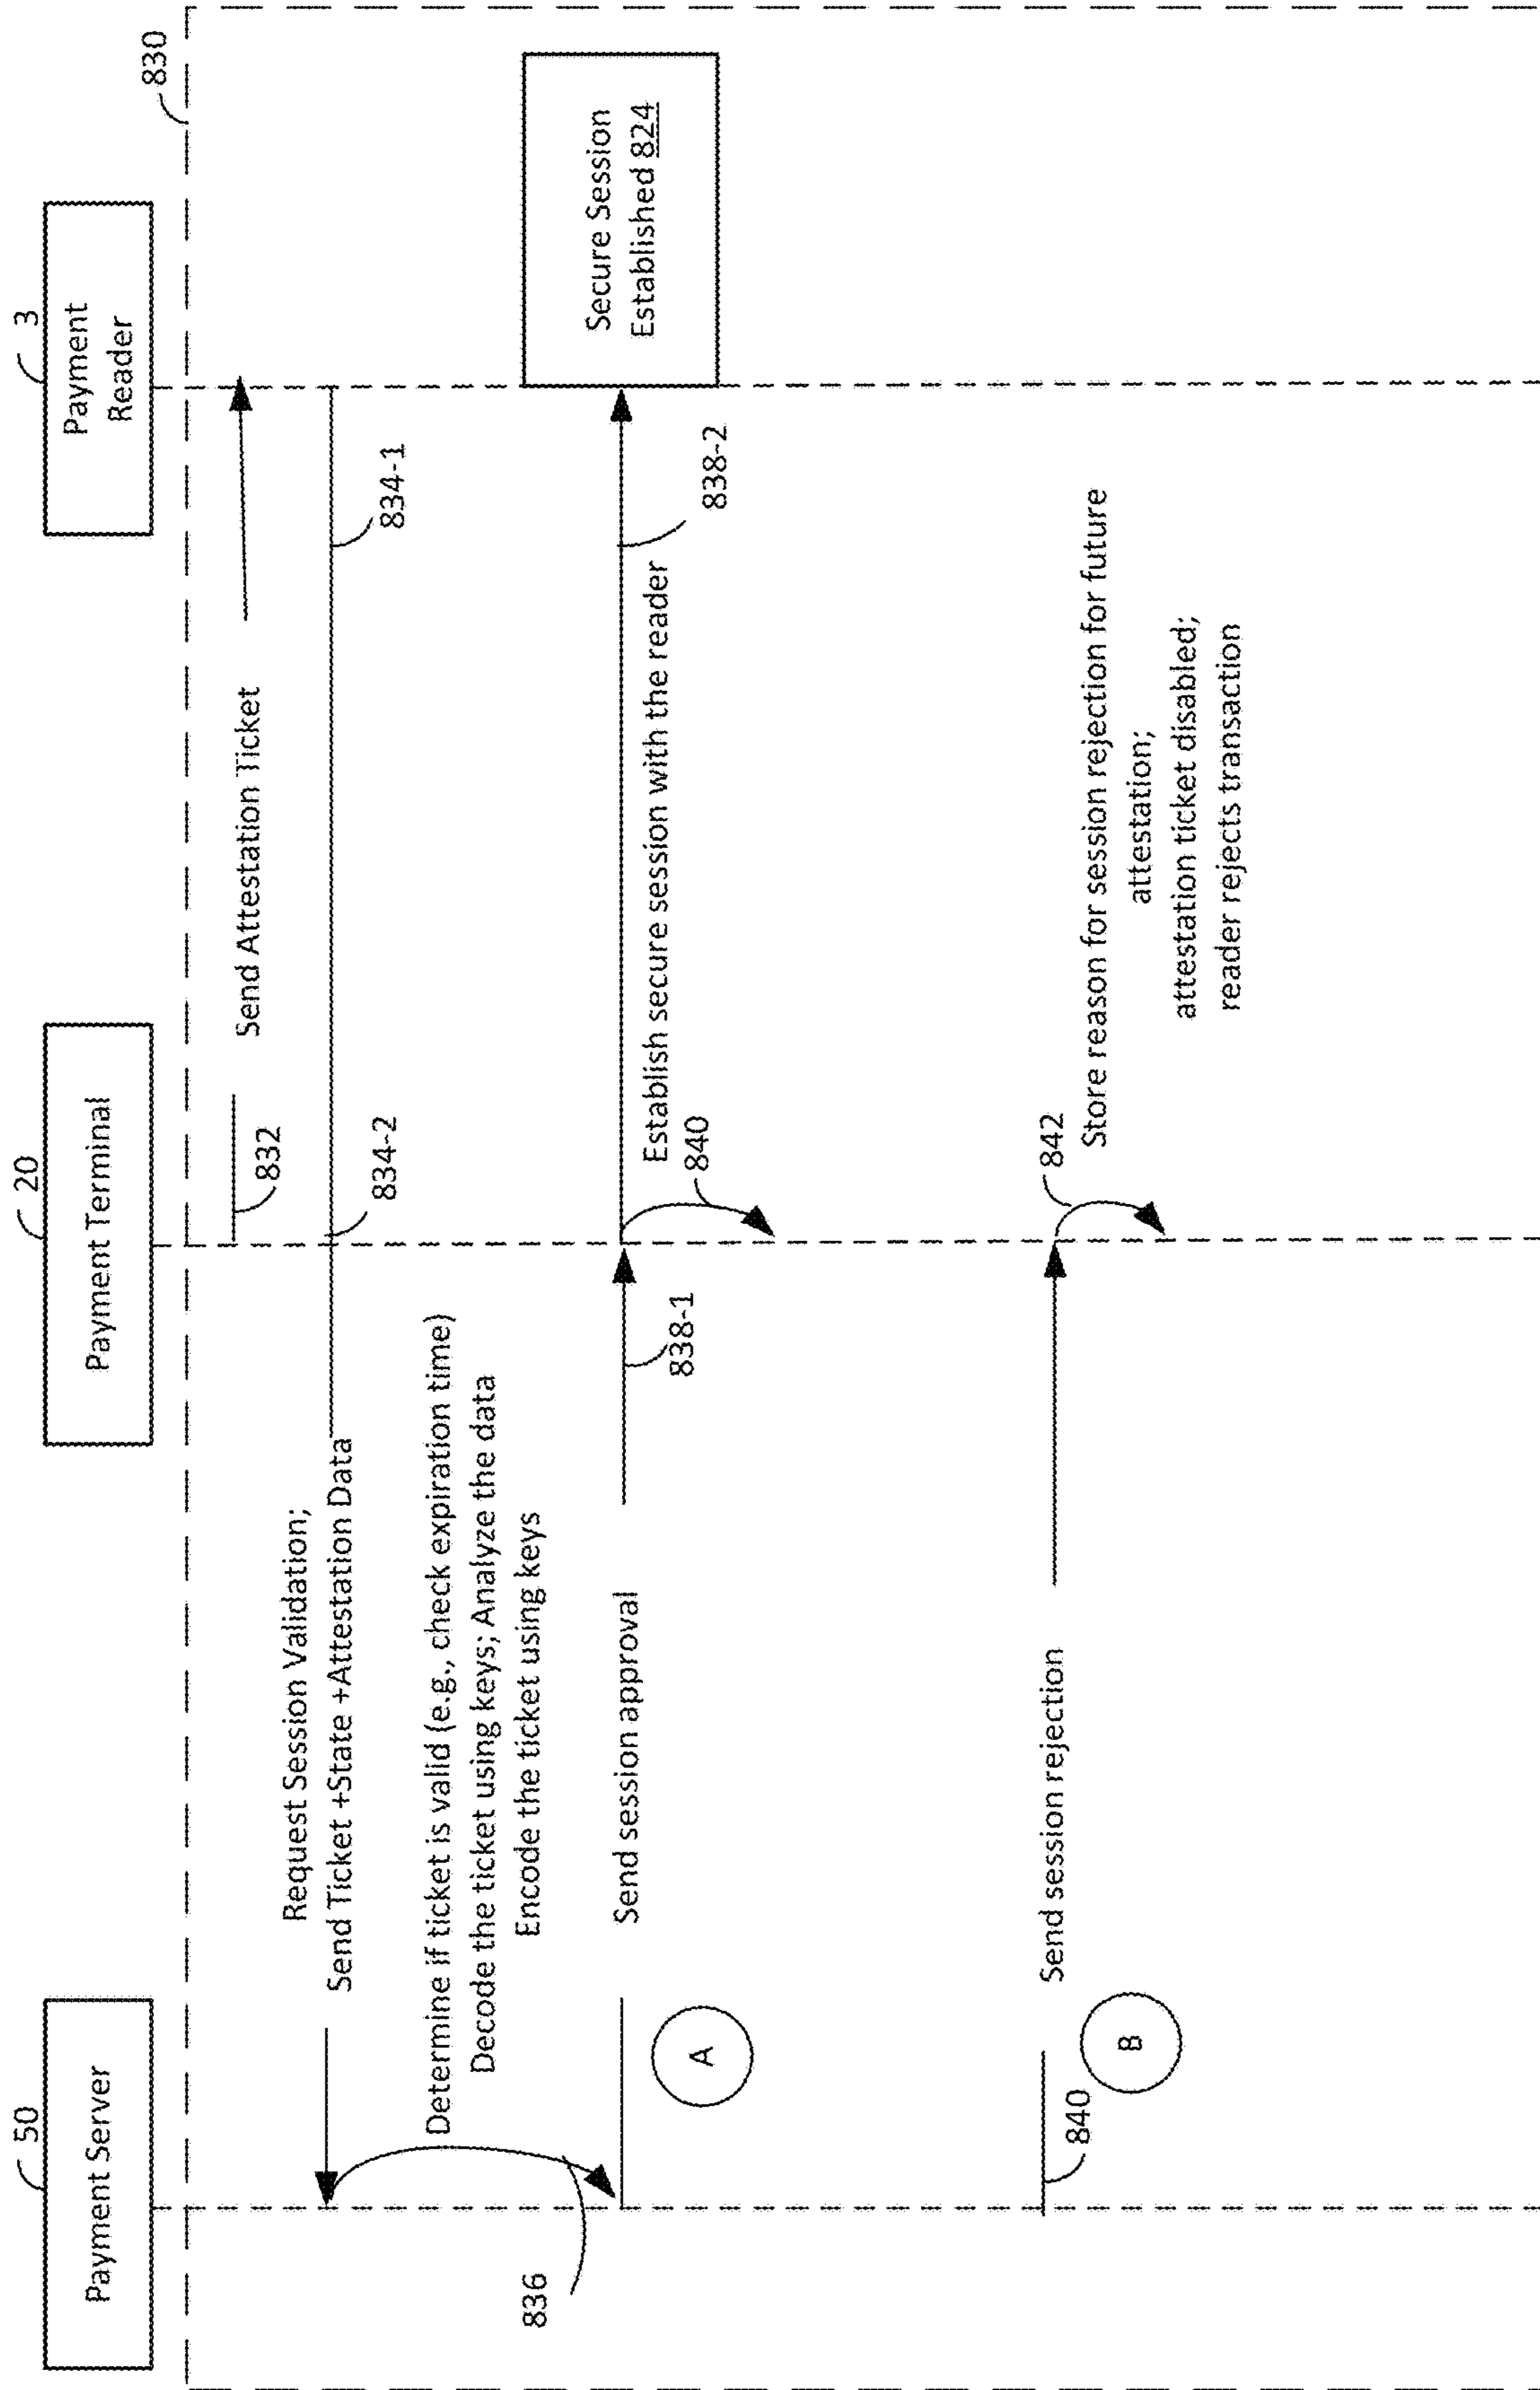 50
20
3
Payment Server
Payment Terminal
Payment
Reader
830
832
Send Attestation Ticket
Request Session Validation;
Send Ticket +State +Attestation Data
834-2
834-1
Determine if ticket is valid (e.g., check expiration time)
Decode the ticket using keys; Analyze the data
Encode the ticket using keys
836
Send session approval
838-1
A
Establish secure session with the reader
838-2
840
Secure Session
Established 824
Send session rejection
840
B
842
Store reason for session rejection for future
attestation;
attestation ticket disabled;
reader rejects transaction